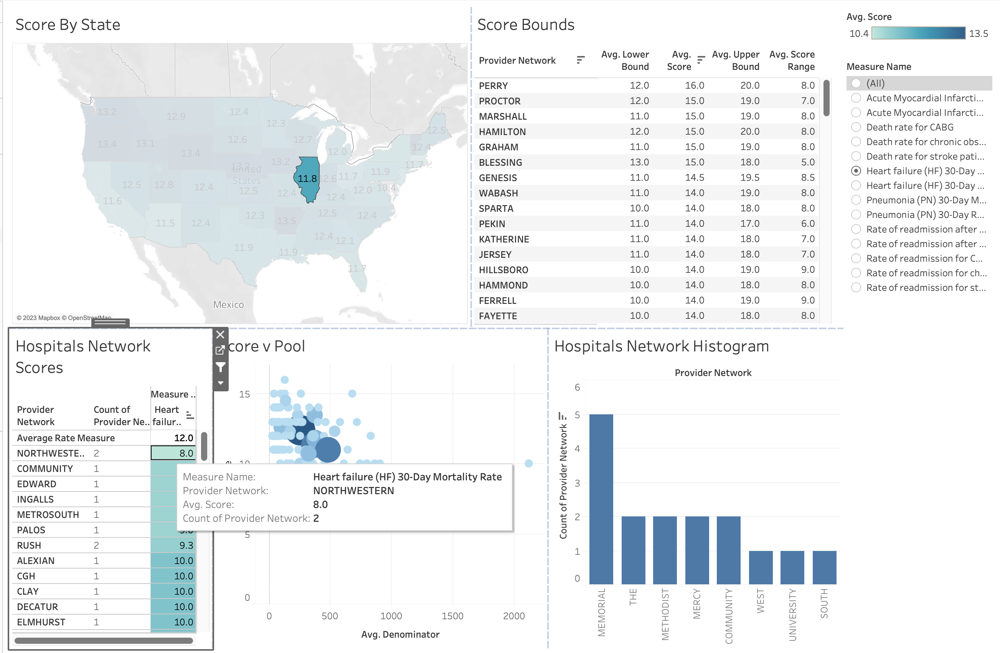 Score By State
13.2
12.9
12.4
12.3
12.5
13.4
13.1
12.6
12.7
12.4
13.4
12.0
13.2
13.2
11.7
United
States
11.8
12.6
11.7
11.9
12.5
12.8
12.4
12.5
12.4
12.0
10.4
11.6
12.4
11.5
12.4
12.3
13.5
12.5
12.4
12.4
12.1
11.9
11.9
11.7
Mexico
© 2023 Mapbox © OpenStreetMap
Score Bounds
Provider Network Avg. Lower Bound Avg. Score Avg. Upper Bound Avg. Score Range
PERRY 12.0 16.0 20.0 8.0
PROCTOR 12.0 15.0 19.0 7.0
MARSHALL 11.0 15.0 19.0 8.0
HAMILTON 12.0 15.0 20.0 8.0
GRAHAM 11.0 15.0 19.0 8.0
BLESSING 13.0 15.0 18.0 5.0
GENESIS 11.0 14.5 19.5 8.5
WABASH 11.0 14.0 19.0 8.0
SPARTA 10.0 14.0 18.0 8.0
PEKIN 11.0 14.0 17.0 6.0
KATHERINE 11.0 14.0 18.0 7.0
JERSEY 11.0 14.0 18.0 7.0
HILLSBORO 10.0 14.0 19.0 9.0
HAMMOND 10.0 14.0 18.0 8.0
FERRELL 10.0 14.0 19.0 9.0
FAYETTE 10.0 14.0 18.0 8.0
Avg. Score
10.4 13.5
Measure Name
(All)
Acute Myocardial Infarcti...
Acute Myocardial Infarcti...
Death rate for CABG
Death rate for chronic obs...
Death rate for stroke pati...
Heart failure (HF) 30-Day ...
Heart failure (HF) 30-Day ...
Pneumonia (PN) 30-Day M...
Pneumonia (PN) 30-Day R...
Rate of readmission after ...
Rate of readmission after ...
Rate of readmission for C...
Rate of readmission for ch...
Rate of readmission for st...
Hospitals Network
Scores
Measure ..
Provider Network Count of Provider Ne.. Heart failur..
Average Rate Measure 12.0
NORTHWESTE.. 2 8.0
COMMUNITY 1
EDWARD 1
INGALLS 1
METROSOUTH 1
PALOS 1
RUSH 2 9.3
ALEXIAN 1 10.0
CGH 1 10.0
CLAY 1 10.0
DECATUR 1 10.0
ELMHURST 1 10.0
core v Pool
15
10
5
0
0 500 1000 1500 2000
Avg. Denominator
Measure Name: Heart failure (HF) 30-Day Mortality Rate
Provider Network: NORTHWESTERN
Avg. Score: 8.0
Count of Provider Network: 2
Hospitals Network Histogram
Provider Network
Count of Provider Network
6
5
4
3
2
1
0
MEMORIAL
THE
METHODIST
MERCY
COMMUNITY
WEST
UNIVERSITY
SOUTH